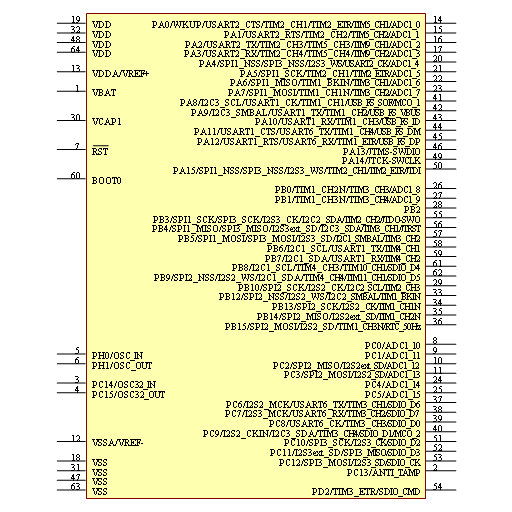 19 VDD
32 VDD
48 VDD
64 VDD
13 VDDA/VREF+
1 VBAT
30 VCAP1
7 RST
60 BOOT0
5 PH0/OSC_IN
6 PH1/OSC_OUT
3 PC14/OSC32_IN
4 PC15/OSC32_OUT
12 VSSA/VREF-
18 VSS
31 VSS
47 VSS
63 VSS
PA0/WKUP/USART2_CTS/TIM2_CH1/TIM2_ETR/TIM5_CH1/ADC1_0 14
PA1/USART2_RTS/TIM2_CH2/TIM5_CH2/ADC1_1 15
PA2/USART2_TX/TIM2_CH3/TIM5_CH3/TIM9_CH1/ADC1_2 16
PA3/USART2_RX/TIM2_CH4/TIM5_CH4/TIM9_CH2/ADC1_3 17
PA4/SPI1_NSS/SPI3_NSS/I2S3_WS/USART2_CK/ADC1_4 20
PA5/SPI1_SCK/TIM2_CH1/TIM2_ETR/ADC1_5 21
PA6/SPI1_MISO/TIM1_BKIN/TIM3_CH1/ADC1_6 22
PA7/SPI1_MOSI/TIM1_CH1N/TIM3_CH2/ADC1_7 23
PA8/I2C3_SCL/USART1_CK/TIM1_CH1/USB_FS_SOF/MCO_1 41
PA9/I2C3_SMBAL/USART1_TX/TIM1_CH2/USB_FS_VBUS 42
PA10/USART1_RX/TIM1_CH3/USB_FS_ID 43
PA11/USART1_CTS/USART6_TX/TIM1_CH4/USB_FS_DM 44
PA12/USART1_RTS/USART6_RX/TIM1_ETR/USB_FS_DP 45
PA13/JTMS-SWDIO 46
PA14/JTCK-SWCLK 49
PA15/SPI1_NSS/SPI3_NSS/I2S3_WS/TIM2_CH1/TIM2_ETR/JTDI 50
PB0/TIM1_CH2N/TIM3_CH3/ADC1_8 26
PB1/TIM1_CH3N/TIM3_CH4/ADC1_9 27
PB2 28
PB3/SPI1_SCK/SPI3_SCK/I2S3_CK/I2C2_SDA/TIM2_CH2/JTDO-SWO 55
PB4/SPI1_MISO/SPI3_MISO/I2S3ext_SD/I2C3_SDA/TIM3_CH1/JTRST 56
PB5/SPI1_MOSI/SPI3_MOSI/I2S3_SD/I2C1_SMBAL/TIM3_CH2 57
PB6/I2C1_SCL/USART1_TX/TIM4_CH1 58
PB7/I2C1_SDA/USART1_RX/TIM4_CH2 59
PB8/I2C1_SCL/TIM4_CH3/TIM10_CH1/SDIO_D4 61
PB9/SPI2_NSS/I2S2_WS/I2C1_SDA/TIM4_CH4/TIM11_CH1/SDIO_D5 62
PB10/SPI2_SCK/I2S2_CK/I2C2_SCL/TIM2_CH3 29
PB12/SPI2_NSS/I2S2_WS/I2C2_SMBAL/TIM1_BKIN 33
PB13/SPI2_SCK/I2S2_CK/TIM1_CH1N 34
PB14/SPI2_MISO/I2S2ext_SD/TIM1_CH2N 35
PB15/SPI2_MOSI/I2S2_SD/TIM1_CH3N/RTC_50Hz 36
PC0/ADC1_10 8
PC1/ADC1_11 9
PC2/SPI2_MISO/I2S2ext_SD/ADC1_12 10
PC3/SPI2_MOSI/I2S2_SD/ADC1_13 11
PC4/ADC1_14 24
PC5/ADC1_15 25
PC6/I2S2_MCK/USART6_TX/TIM3_CH1/SDIO_D6 37
PC7/I2S3_MCK/USART6_RX/TIM3_CH2/SDIO_D7 38
PC8/USART6_CK/TIM3_CH3/SDIO_D0 39
PC9/I2S2_CKIN/I2C3_SDA/TIM3_CH4/SDIO_D1/MCO_2 40
PC10/SPI3_SCK/I2S3_CK/SDIO_D2 51
PC11/I2S3ext_SD/SPI3_MISO/SDIO_D3 52
PC12/SPI3_MOSI/I2S3_SD/SDIO_CK 53
PC13/ANTI_TAMP 2
PD2/TIM3_ETR/SDIO_CMD 54